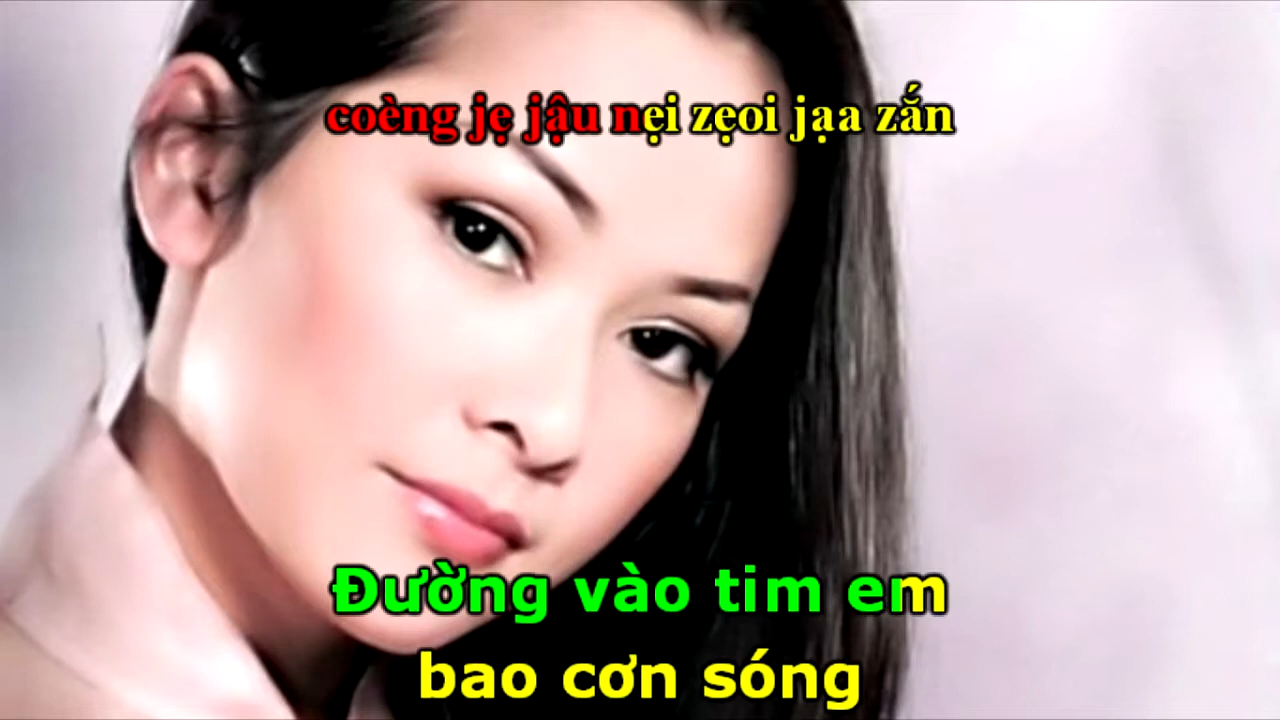 coèng jẹ jậu nẹi zẹoi jạa zắn
Đường vào tim em
bao cơn sóng